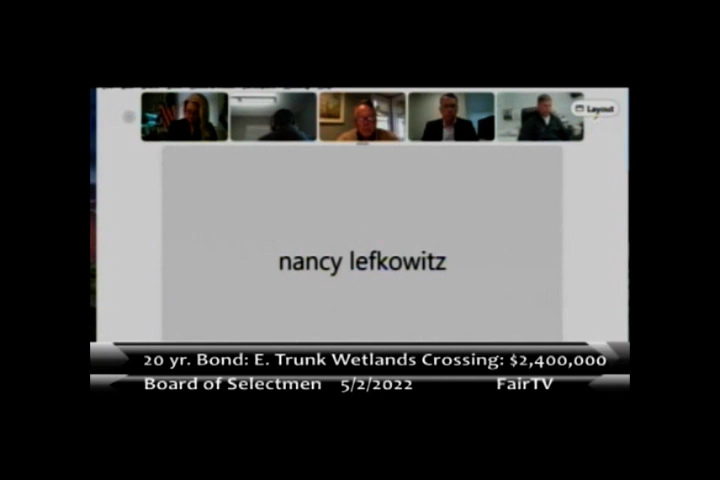 Layout
nancy lefkowitz
20 yr. Bond: E. Trunk Wetlands Crossing: $2,400,000
Board of Selectmen 5/2/2022 FairTV